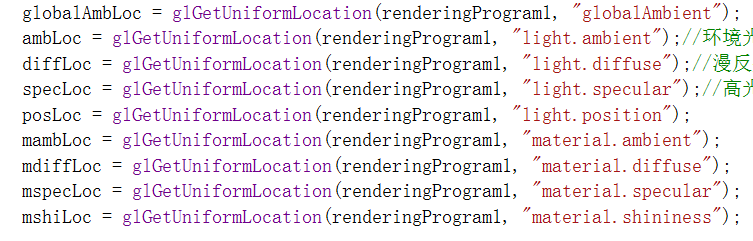 globalAmbLoc = glGetUniformLocation(renderingProgram1, "globalAmbient");
ambLoc = glGetUniformLocation(renderingProgram1, "light.ambient");//环境光
diffLoc = glGetUniformLocation(renderingProgram1, "light.diffuse");//漫反
specLoc = glGetUniformLocation(renderingProgram1, "light.specular");//高光
posLoc = glGetUniformLocation(renderingProgram1, "light.position");
mambLoc = glGetUniformLocation(renderingProgram1, "material.ambient");
mdiffLoc = glGetUniformLocation(renderingProgram1, "material.diffuse");
mspecLoc = glGetUniformLocation(renderingProgram1, "material.specular");
mshiLoc = glGetUniformLocation(renderingProgram1, "material.shininess");